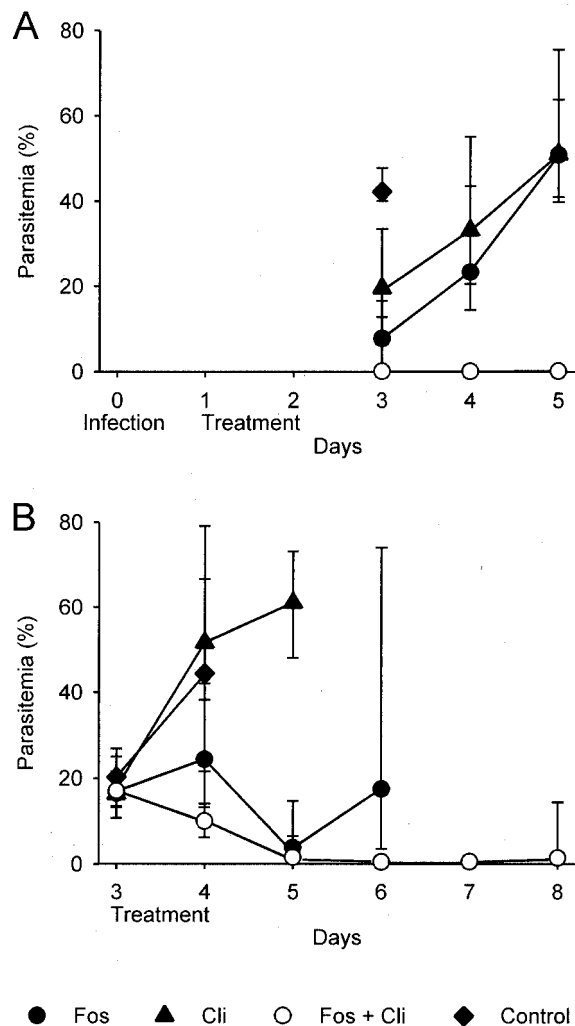 A
80
60
40
20
0
Parasitemia (%)
0 1 2 3 4 5
Infection Treatment
Days
B
80
60
40
20
0
Parasitemia (%)
3 4 5 6 7 8
Treatment
Days
Fos Cli Fos + Cli Control